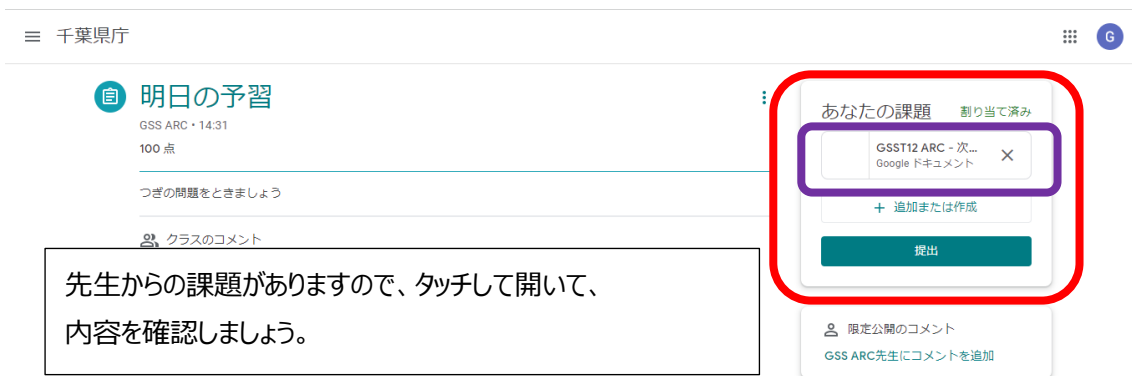 千葉県庁
G
明日の予習
GSS ARC • 14:31
100 点
つぎの問題をときましょう
クラスのコメント
先生からの課題がありますので、タッチして開いて、
内容を確認しましょう。
あなたの課題 割り当て済み
GSST12 ARC - 次...
Google ドキュメント
+ 追加または作成
提出
限定公開のコメント
GSS ARC先生にコメントを追加